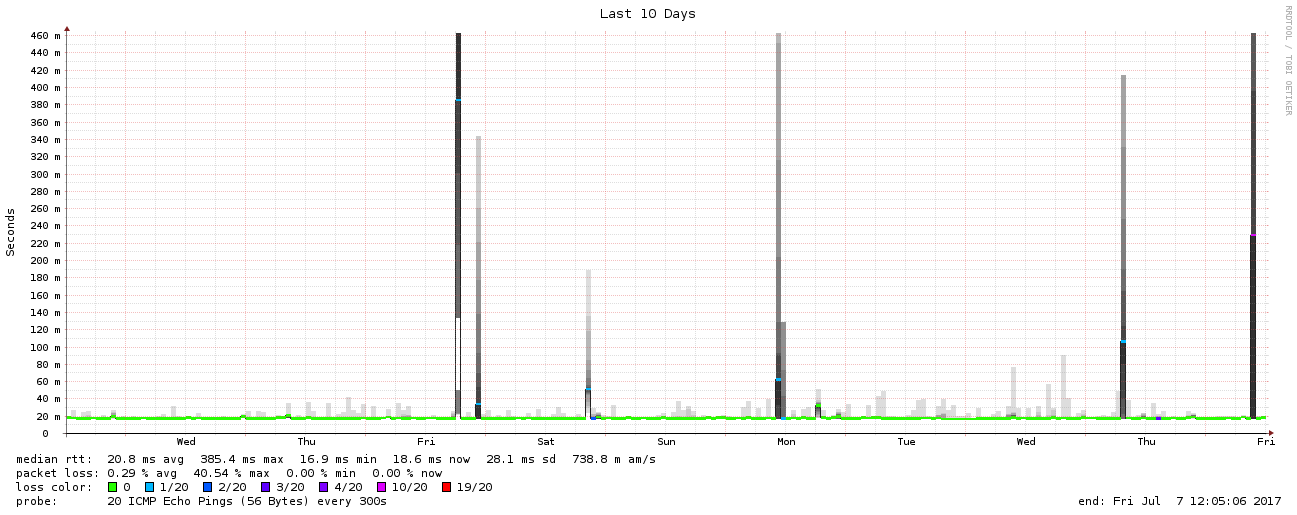 Last 10 Days
RRDTOOL / TOBI OETIKER
Seconds
460 m
440 m
420 m
400 m
380 m
360 m
340 m
320 m
300 m
280 m
260 m
240 m
220 m
200 m
180 m
160 m
140 m
120 m
100 m
80 m
60 m
40 m
20 m
0
Wed Thu Fri Sat Sun Mon Tue Wed Thu Fri
median rtt: 20.8 ms avg 385.4 ms max 16.9 ms min 18.6 ms now 28.1 ms sd 738.8 m am/s
packet loss: 0.29 % avg 40.54 % max 0.00 % min 0.00 % now
loss color: 0 1/20 2/20 3/20 4/20 10/20 19/20
probe: 20 ICMP Echo Pings (56 Bytes) every 300s end: Fri Jul 7 12:05:06 2017